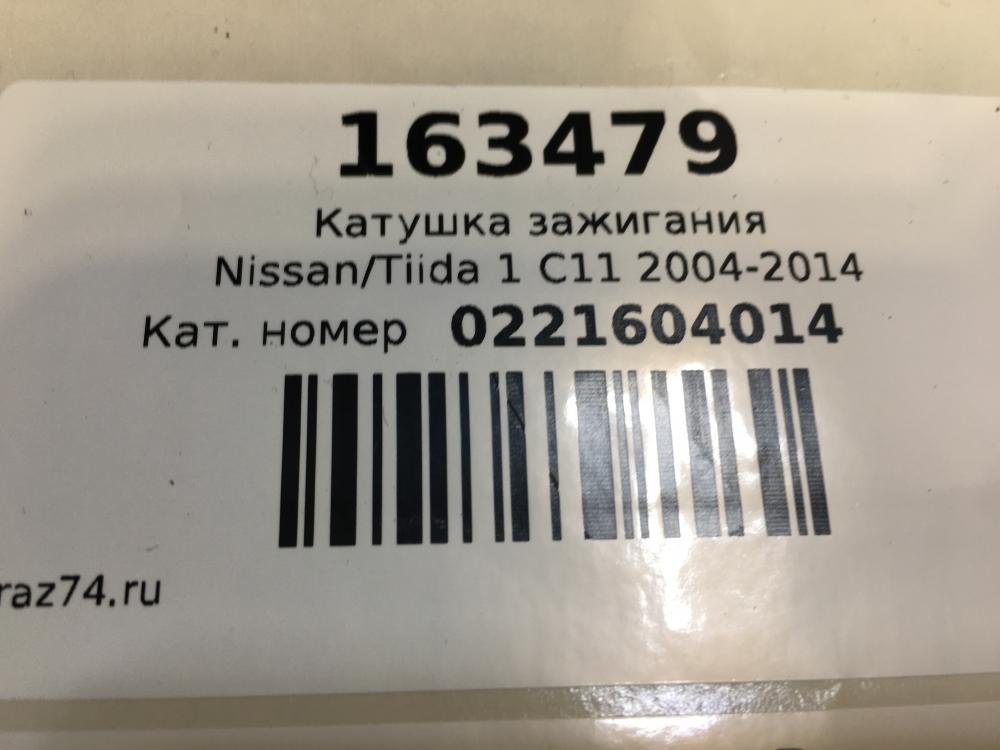 163479
Катушка зажигания
Nissan/Tiida 1 C11 2004-2014
Кат. номер 0221604014
raz74.ru